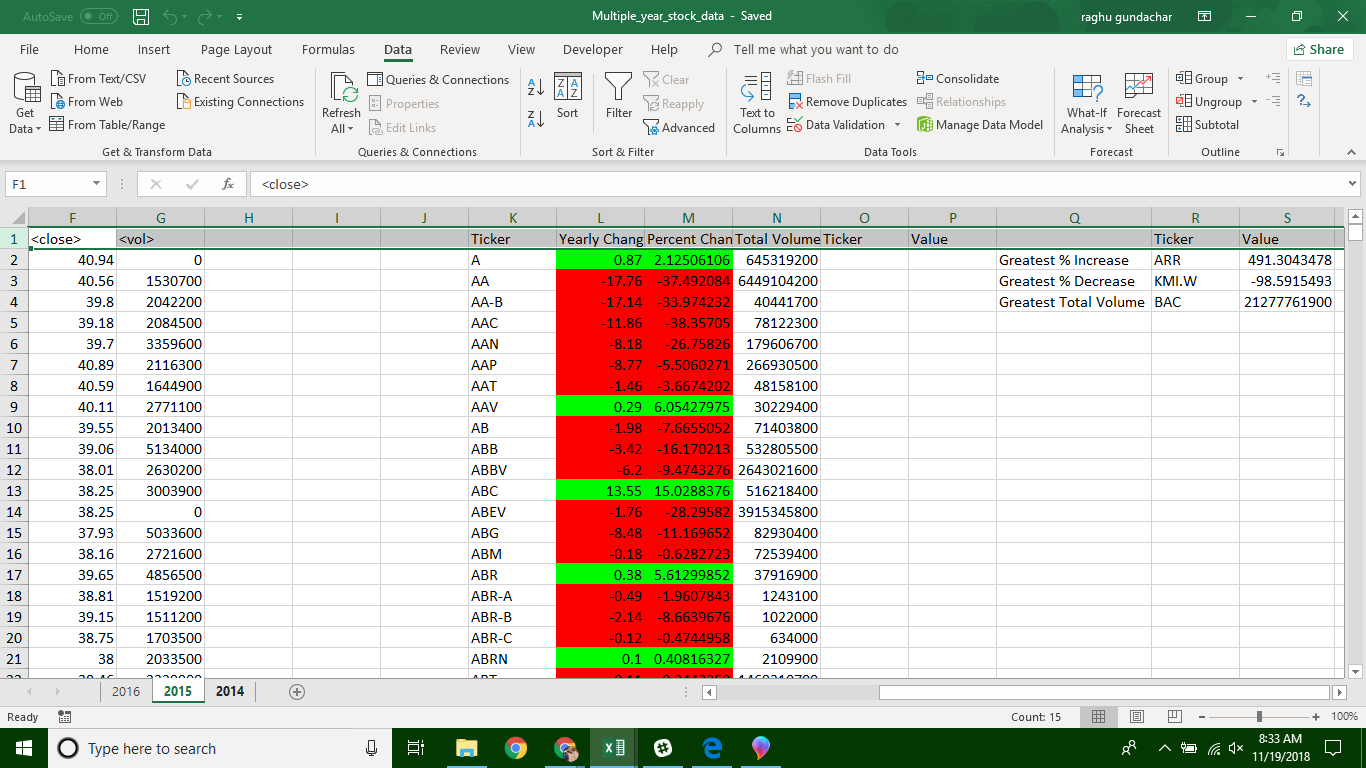 AutoSave Off Multiple_year_stock_data - Saved raghu gundachar
File Home Insert Page Layout Formulas Data Review View Developer Help Tell me what you want to do Share
From Text/CSV Recent Sources Queries & Connections Clear Flash Fill Consolidate Group
From Web Existing Connections Properties Reapply Remove Duplicates Relationships Ungroup
From Table/Range Edit Links Advanced Data Validation Manage Data Model Subtotal
Get Data Refresh All Sort Filter Text to Columns What-If Analysis Forecast Sheet
Get & Transform Data Queries & Connections Sort & Filter Data Tools Forecast Outline
F1 fx <close>
F G H I J K L M N O P Q R S
1 <close> <vol> Ticker Yearly Chang Percent Chan Total Volume Ticker Value Ticker Value
2 40.94 0 A 0.87 2.12506106 645319200 Greatest % Increase ARR 491.3043478
3 40.56 1530700 AA -17.76 -37.492084 6449104200 Greatest % Decrease KMI.W -98.5915493
4 39.8 2042200 AA-B -17.14 -33.974232 40441700 Greatest Total Volume BAC 21277761900
5 39.18 2084500 AAC -11.86 -38.35705 78122300
6 39.7 3359600 AAN -8.18 -26.75826 179606700
7 40.89 2116300 AAP -8.77 -5.5060271 266930500
8 40.59 1644900 AAT -1.46 -3.6674202 48158100
9 40.11 2771100 AAV 0.29 6.05427975 30229400
10 39.55 2013400 AB -1.98 -7.6655052 71403800
11 39.06 5134000 ABB -3.42 -16.170213 532805500
12 38.01 2630200 ABBV -6.2 -9.4743276 2643021600
13 38.25 3003900 ABC 13.55 15.0288376 516218400
14 38.25 0 ABEV -1.76 -28.29582 3915345800
15 37.93 5033600 ABG -8.48 -11.169652 82930400
16 38.16 2721600 ABM -0.18 -0.6282723 72539400
17 39.65 4856500 ABR 0.38 5.61299852 37916900
18 38.81 1519200 ABR-A -0.49 -1.9607843 1243100
19 39.15 1511200 ABR-B -2.14 -8.6639676 1022000
20 38.75 1703500 ABR-C -0.12 -0.4744958 634000
21 38 2033500 ABRN 0.1 0.40816327 2109900
2016 2015 2014
Ready Count: 15 100%
Type here to search 8:33 AM
11/19/2018